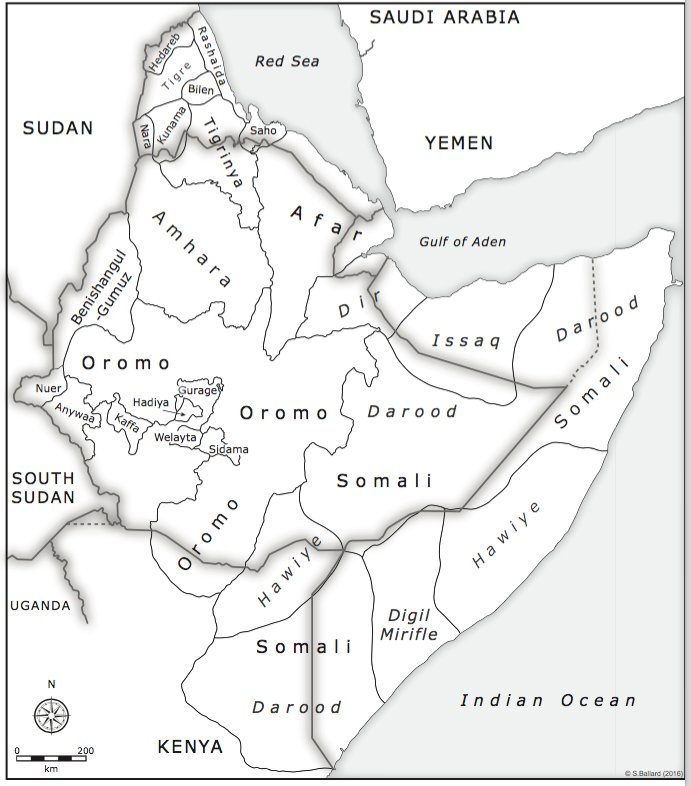 SAUDI ARABIA
Red Sea
Hedareb
Rashaida
Tigre
Bilen
SUDAN
Nara
Kunama
Tigrinya
Saho
YEMEN
Afar
Amhara
Gulf of Aden
Benishangul
-Gumuz
Dir
Issaq
Darood
Oromo
Somali
Nuer
Gurage
Hadiya
Anywaa
Kaffa
Oromo
Darood
Welayta
Sidama
SOUTH
SUDAN
Somali
Oromo
Hawiye
Hawiye
UGANDA
Digil
Mirifle
Somali
N
Darood
Indian Ocean
KENYA
0 200
km
© S.Ballard (2016)